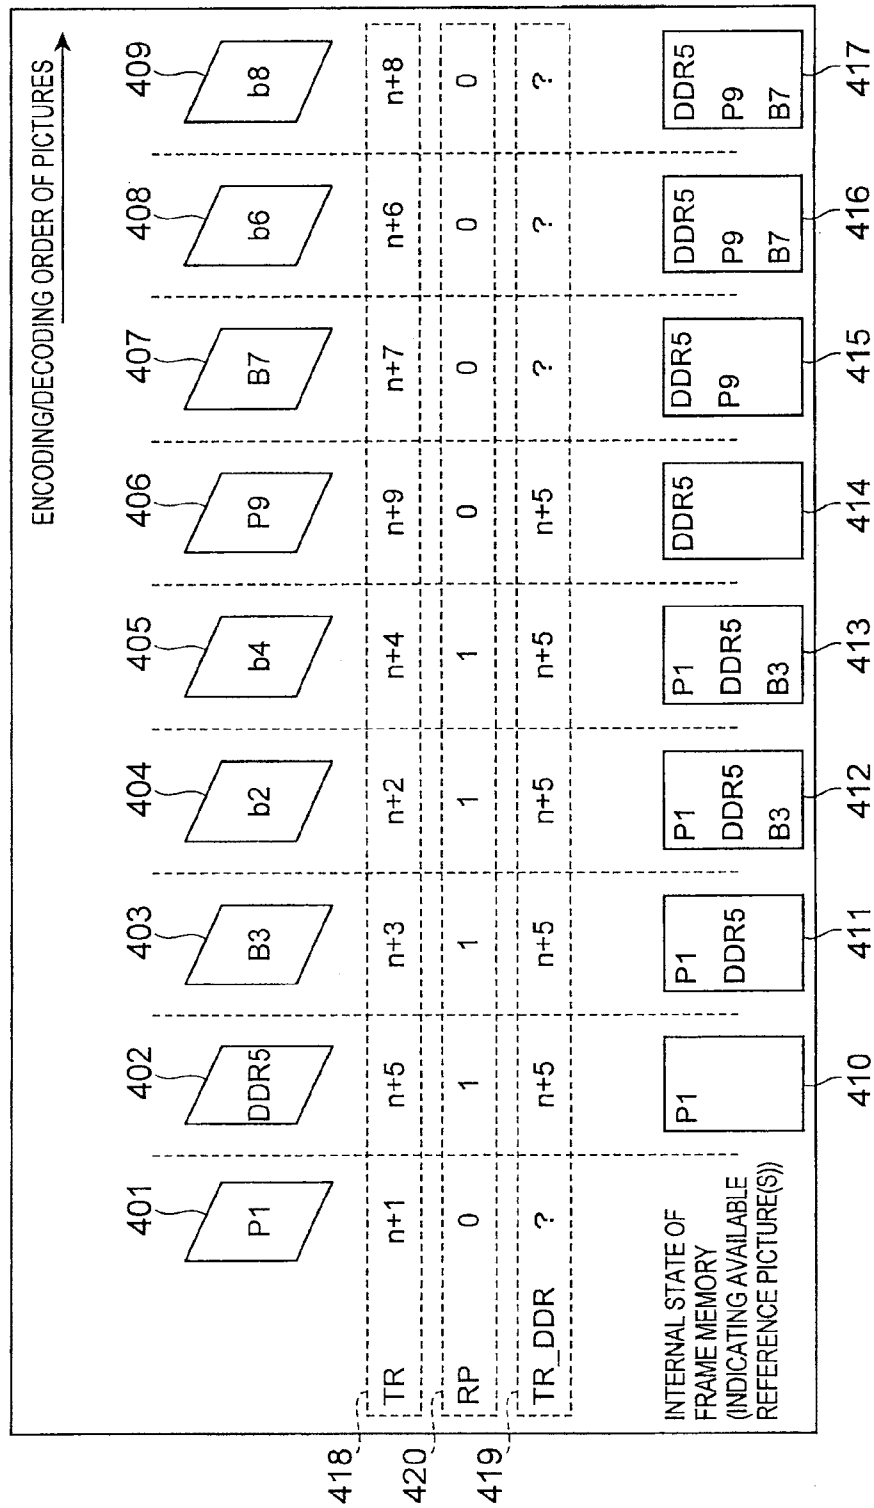 ENCODING/DECODING ORDER OF PICTURES
401 402 403 404 405 406 407 408 409
P1 DDR5 B3 b2 b4 P9 B7 b6 b8
418 TR n+1 n+5 n+3 n+2 n+4 n+9 n+7 n+6 n+8
420 RP 0 1 1 1 1 0 0 0 0
419 TR_DDR ? n+5 n+5 n+5 n+5 n+5 ? ? ?
INTERNAL STATE OF
FRAME MEMORY
(INDICATING AVAILABLE
REFERENCE PICTURE(S))
P1
410
P1
DDR5
411
P1
DDR5
B3
412
P1
DDR5
B3
413
DDR5
414
DDR5
P9
415
DDR5
P9
B7
416
DDR5
P9
B7
417